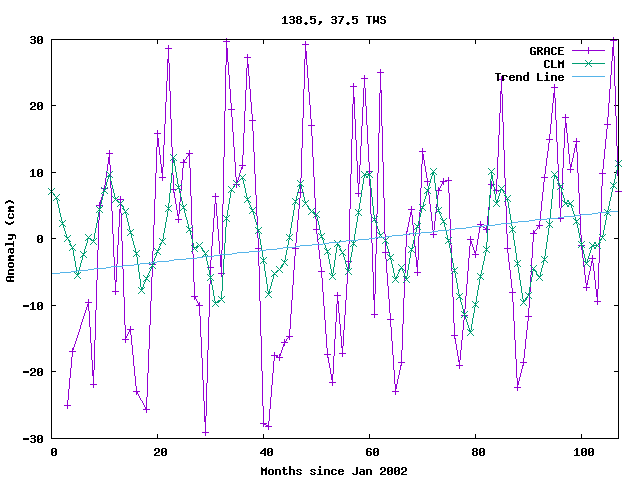 138.5, 37.5 TWS
GRACE
CLM
Trend Line
30
20
10
0
-10
-20
-30
Anomaly (cm)
0 20 40 60 80 100
Months since Jan 2002